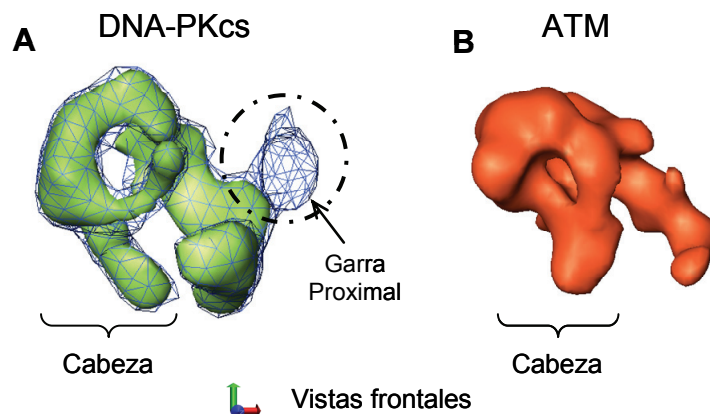 A
DNA-PKcs
B
ATM
Garra
Proximal
Cabeza
Cabeza
Vistas frontales